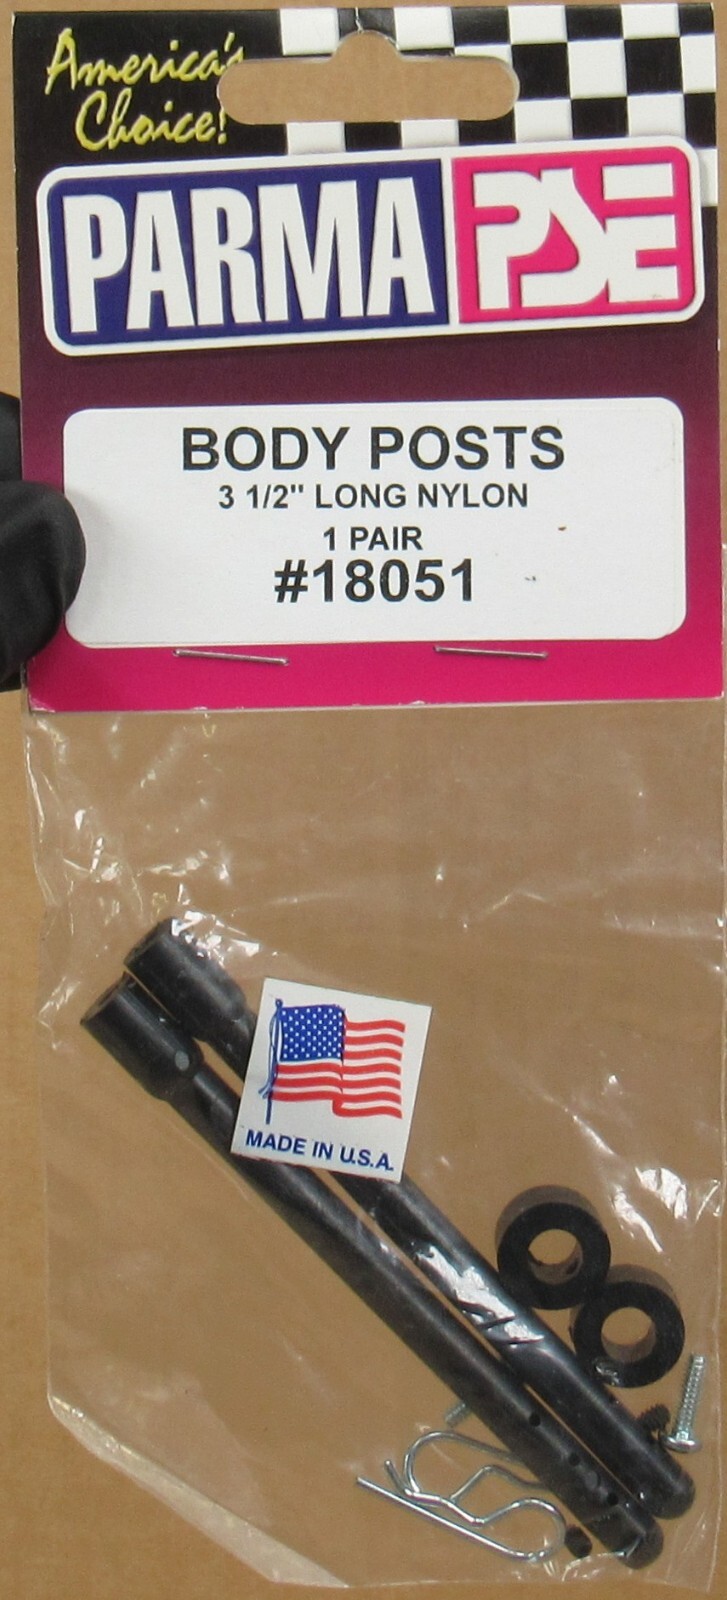 America's
Choice!
PARMA PSE
BODY POSTS
3 1/2" LONG NYLON
1 PAIR
#18051
MADE IN U.S.A.